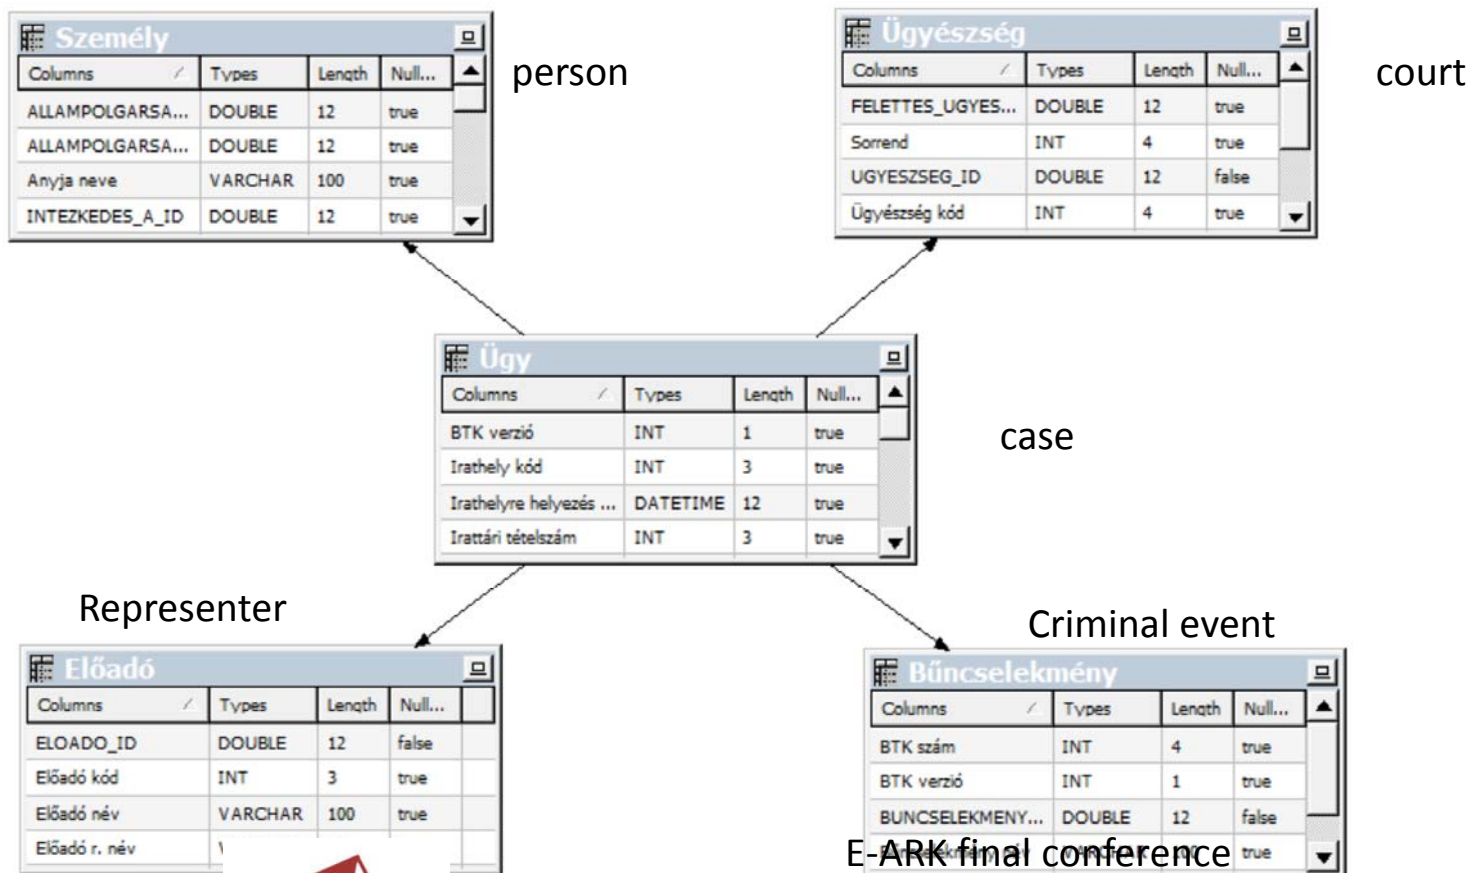 Személy
Columns Types Length Null...
ALLAMPOLGARSA... DOUBLE 12 true
ALLAMPOLGARSA... DOUBLE 12 true
Anyja neve VARCHAR 100 true
INTEZKEDES_A_ID DOUBLE 12 true
person
Ügyészség
Columns Types Length Null...
FELETTES_UGYES... DOUBLE 12 true
Sorrend INT 4 true
UGYESZSEG_ID DOUBLE 12 false
Ügyészség kód INT 4 true
court
Ügy
Columns Types Length Null...
BTK verzió INT 1 true
Irathely kód INT 3 true
Irathelyre helyezés ... DATETIME 12 true
Irattári tételszám INT 3 true
case
Representer
Előadó
Columns Types Length Null...
ELOADO_ID DOUBLE 12 false
Előadó kód INT 3 true
Előadó név VARCHAR 100 true
Előadó r. név
Criminal event
Bűncselekmény
Columns Types Length Null...
BTK szám INT 4 true
BTK verzió INT 1 true
BUNCSELEKMENY... DOUBLE 12 false
Bűncselekmény név VARCHAR 100 true
E-ARK final conference